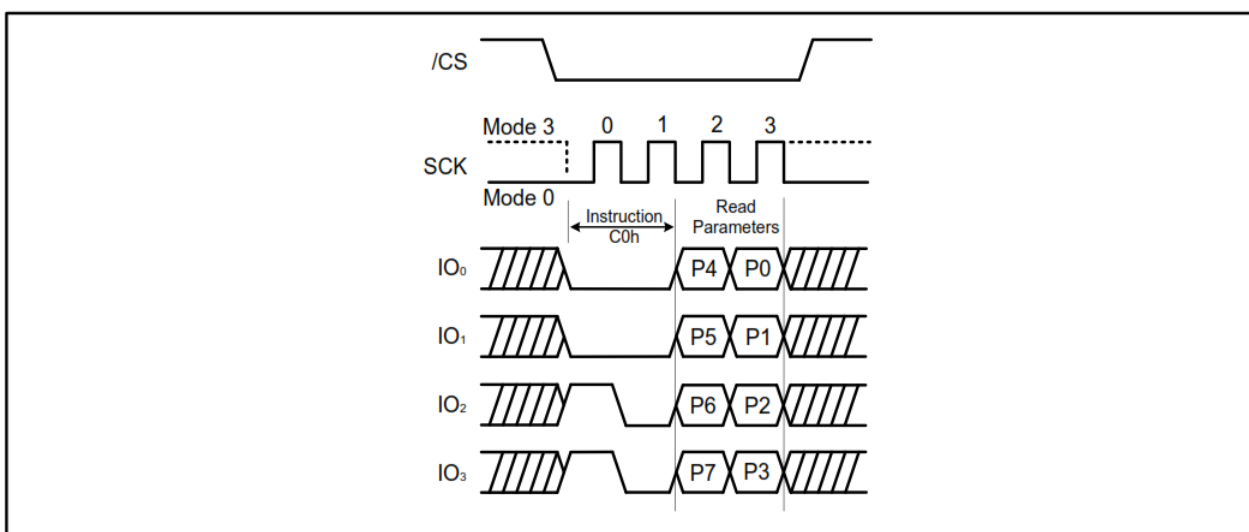 /CS
Mode 3 0 1 2 3
SCK
Mode 0
Instruction
C0h
Read
Parameters
IO₀ P4 P0
IO₁ P5 P1
IO₂ P6 P2
IO₃ P7 P3